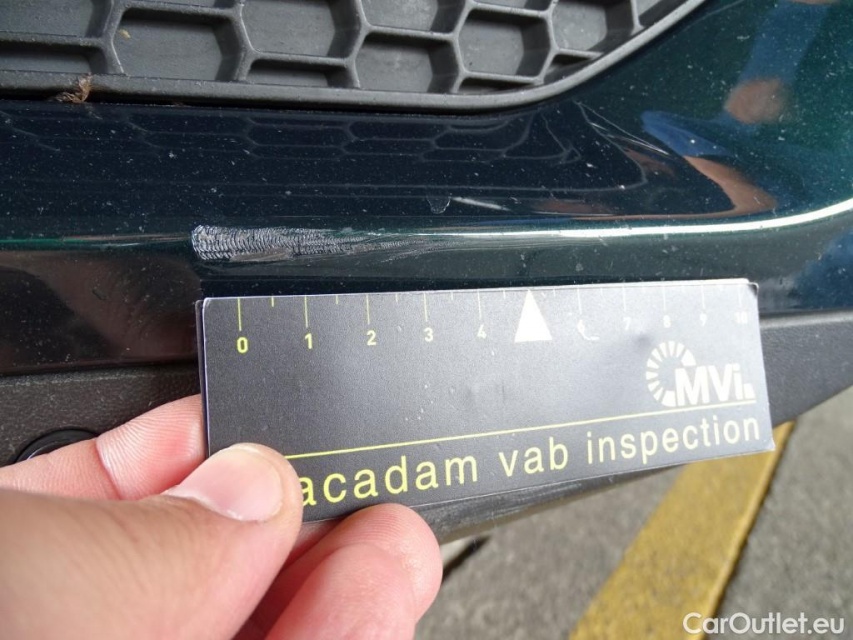 0 1 2 3 4 7 8 9 10
MVi
acadam vab inspection
CarOutlet.eu